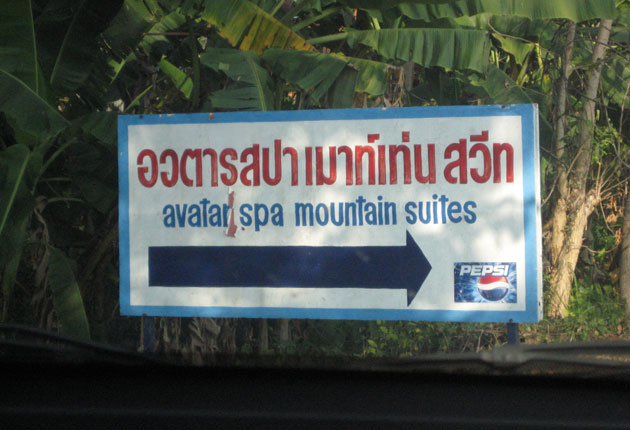 อวตารสปา เมาท์เท่น สวีท
avatar spa mountain suites
PEPSI